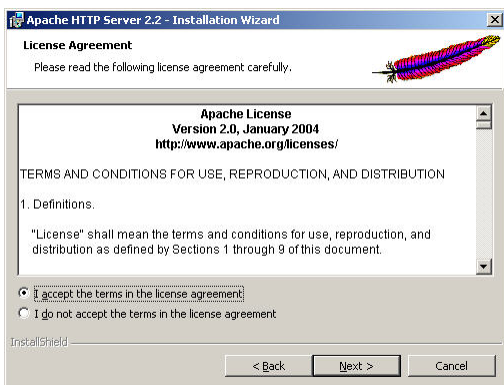 Apache HTTP Server 2.2 - Installation Wizard
License Agreement
Please read the following license agreement carefully.
Apache License
Version 2.0, January 2004
http://www.apache.org/licenses/
TERMS AND CONDITIONS FOR USE, REPRODUCTION, AND DISTRIBUTION
1. Definitions.
"License" shall mean the terms and conditions for use, reproduction, and
distribution as defined by Sections 1 through 9 of this document.
I accept the terms in the license agreement
I do not accept the terms in the license agreement
InstallShield
< Back Next > Cancel